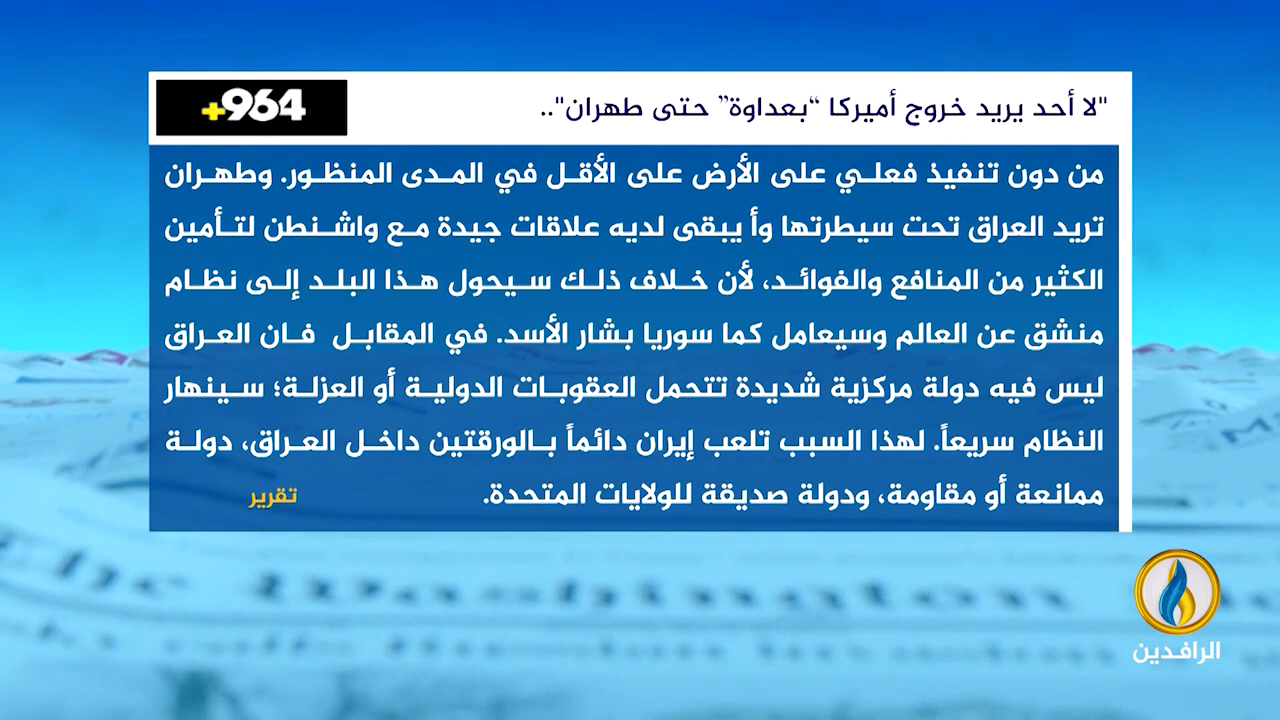 +964
"لا أحد يريد خروج أميركا “بعداوة” حتى طهران"..
من دون تنفيذ فعلي على الأرض على الأقل في المدى المنظور. وطهران
تريد العراق تحت سيطرتها وأ يبقى لديه علاقات جيدة مع واشنطن لتأمين
الكثير من المنافع والفوائد، لأن خلاف ذلك سيحول هذا البلد إلى نظام
منشق عن العالم وسيعامل كما سوريا بشار الأسد. في المقابل فان العراق
ليس فيه دولة مركزية شديدة تتحمل العقوبات الدولية أو العزلة؛ سينهار
النظام سريعاً. لهذا السبب تلعب إيران دائماً بالورقتين داخل العراق، دولة
ممانعة أو مقاومة، ودولة صديقة للولايات المتحدة.
تقرير
الرافدين